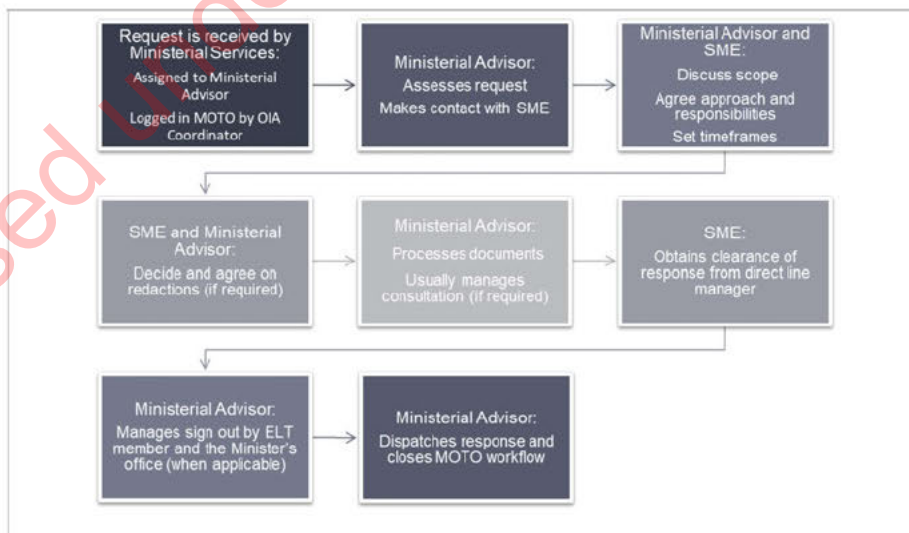 Request is received by
Ministerial Services:
Assigned to Ministerial
Advisor
Logged in MOTO by OIA
Coordinator
Ministerial Advisor:
Assesses request
Makes contact with SME
Ministerial Advisor and
SME:
Discuss scope
Agree approach and
responsibilities
Set timeframes
SME and Ministerial
Advisor:
Decide and agree on
redactions (if required)
Ministerial Advisor:
Processes documents
Usually manages
consultation (if required)
SME:
Obtains clearance of
response from direct line
manager
Ministerial Advisor:
Manages sign out by ELT
member and the Minister's
office (when applicable)
Ministerial Advisor:
Dispatches response and
closes MOTO workflow